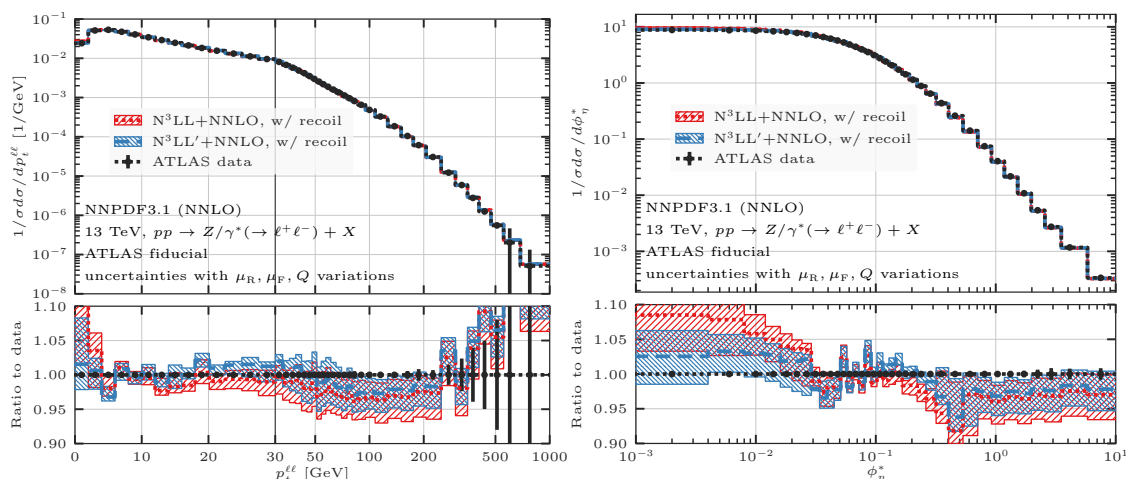 1/σdσ/dp_t^{ℓℓ} [1/GeV]
10^{−1}
10^{−2}
10^{−3}
10^{−4}
10^{−5}
10^{−6}
10^{−7}
10^{−8}
N³LL+NNLO, w/ recoil
N³LL′+NNLO, w/ recoil
ATLAS data
NNPDF3.1 (NNLO)
13 TeV, pp → Z/γ*(→ ℓ⁺ℓ⁻) + X
ATLAS fiducial
uncertainties with μ_R, μ_F, Q variations
Ratio to data
1.10
1.05
1.00
0.95
0.90
0 10 20 30 50 100 200 500 1000
p_t^{ℓℓ} [GeV]
1/σdσ/dϕ*_η
10^1
10^0
10^{−1}
10^{−2}
10^{−3}
N³LL+NNLO, w/ recoil
N³LL′+NNLO, w/ recoil
ATLAS data
NNPDF3.1 (NNLO)
13 TeV, pp → Z/γ*(→ ℓ⁺ℓ⁻) + X
ATLAS fiducial
uncertainties with μ_R, μ_F, Q variations
Ratio to data
1.10
1.05
1.00
0.95
0.90
10^{−3} 10^{−2} 10^{−1} 10^0 10^1
ϕ*_η